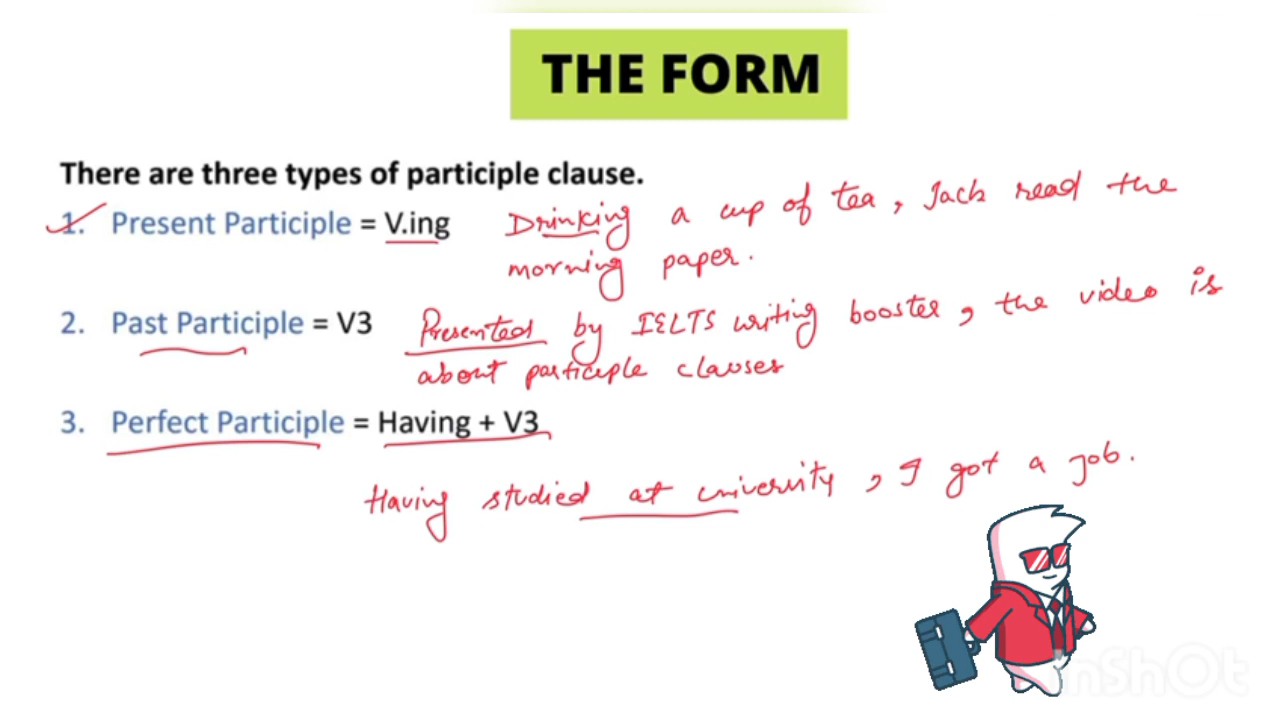 THE FORM
There are three types of participle clause.
1. Present Participle = V.ing Drinking a cup of tea, Jack read the
morning paper.
2. Past Participle = V3 Presented by IELTS writing booster, the video is
about participle clauses
3. Perfect Participle = Having + V3
Having studied at university, I got a job.
InShOt